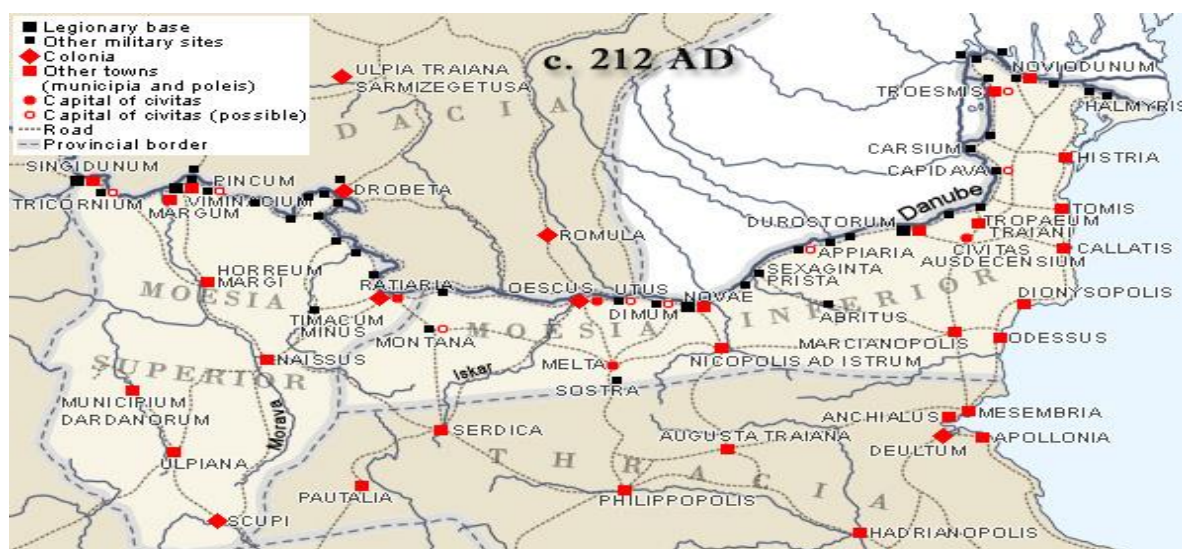 Legionary base
Other military sites
Colonia
Other towns
(municipia and poleis)
Capital of civitas
Capital of civitas (possible)
Road
Provincial border
c. 212 AD
ULPIA TRAIANA
SARMIZEGETUSA
DACIA
NOVIODUNUM
TROESMIS
HALMYRIS
CARSIUM
HISTRIA
CAPIDAVA
SINGIDUNUM
PINCUM
TRICORNIUM
VIMINACIUM
MARGUM
DROBETA
Danube
TOMIS
DUROSTORUM
TROPAEUM
TRAIANI
ROMULA
APPIARIA
CIVITAS
AUSDECENSIUM
CALLATIS
HORREUM
MARGI
SEXAGINTA
PRISTA
MOESIA
RATIARIA
OESCUS
UTUS
NOVAE
INFERIOR
DIONYSOPOLIS
TIMACUM
MINUS
MONTANA
MOESIA
DIMUM
ABRITUS
MARCIANOPOLIS
ODESSUS
NAISSUS
Iskar
MELTA
NICOPOLIS AD ISTRUM
SUPERIOR
SOSTRA
MUNICIPIUM
DARDANORUM
Morava
ANCHIALUS
MESEMBRIA
SERDICA
AUGUSTA TRAIANA
DEULTUM
APOLLONIA
ULPIANA
THRACIA
PAUTALIA
PHILIPPOPOLIS
SCUPI
HADRIANOPOLIS